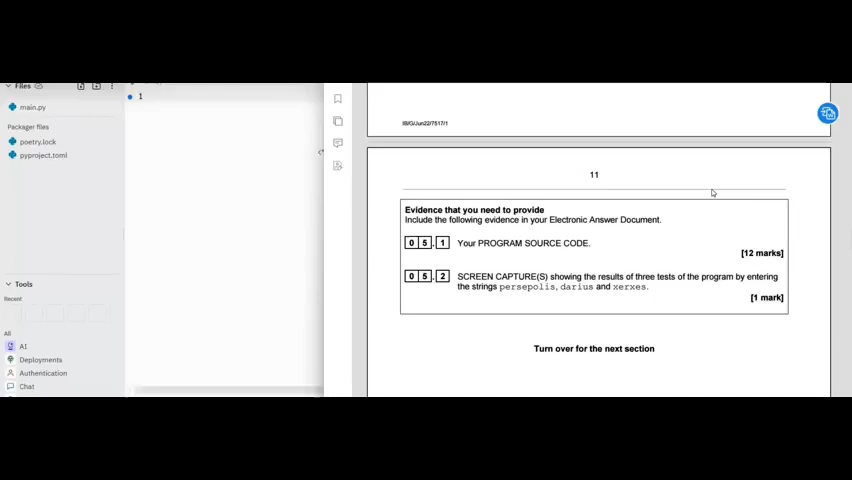 Files
main.py
Packager files
poetry.lock
pyproject.toml
Tools
Recent
All
AI
Deployments
Authentication
Chat
1
IB/G/Jun22/7517/1
11
Evidence that you need to provide
Include the following evidence in your Electronic Answer Document.
0 5 . 1 Your PROGRAM SOURCE CODE.
[12 marks]
0 5 . 2 SCREEN CAPTURE(S) showing the results of three tests of the program by entering
the strings persepolis, darius and xerxes.
[1 mark]
Turn over for the next section